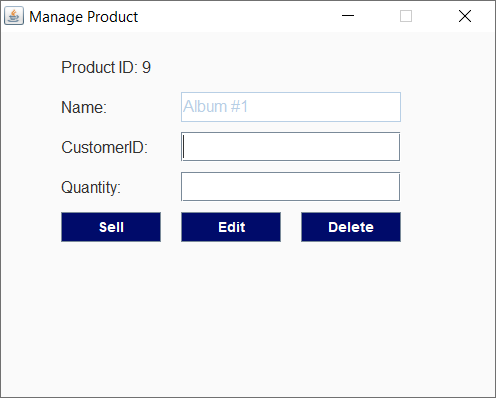 Manage Product
Product ID: 9
Name: Album #1
CustomerID:
Quantity:
Sell Edit Delete